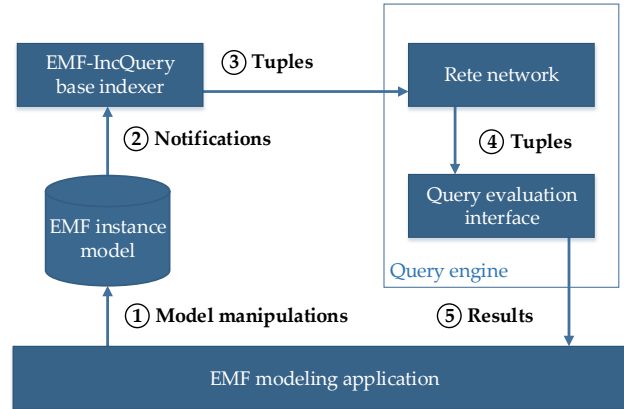 EMF-IncQuery
base indexer
③ Tuples
Rete network
② Notifications
④ Tuples
EMF instance
model
Query evaluation
interface
Query engine
① Model manipulations
⑤ Results
EMF modeling application